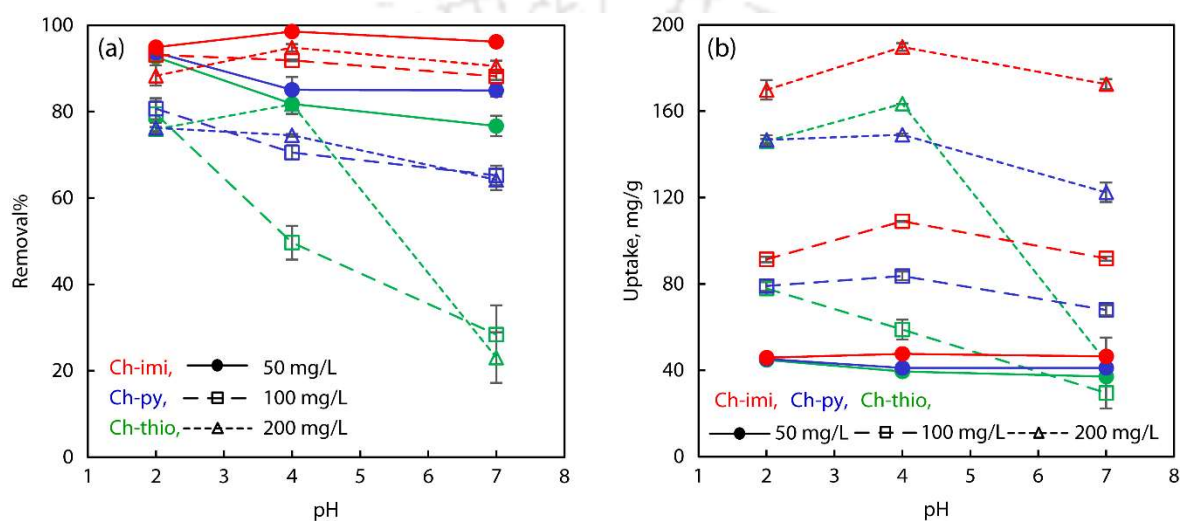 (a)
Removal%
100
80
60
40
20
0
Ch-imi, 50 mg/L
Ch-py, 100 mg/L
Ch-thio, 200 mg/L
1 2 3 4 5 6 7 8
pH
(b)
Uptake, mg/g
200
160
120
80
40
0
Ch-imi, Ch-py, Ch-thio,
50 mg/L 100 mg/L 200 mg/L
1 2 3 4 5 6 7 8
pH